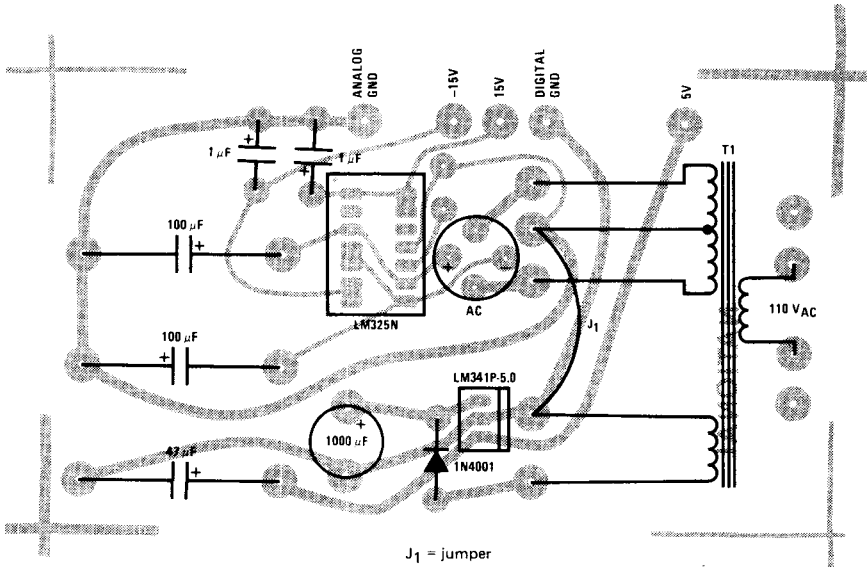 ANALOG
GND
-15V
15V
DIGITAL
GND
5V
T1
1 µF
+
+
1 µF
100 µF
+
LM325N
+
-
AC
J1
110 VAC
100 µF
+
LM341P-5.0
+
1000 µF
47 µF
+
1N4001
J1 = jumper